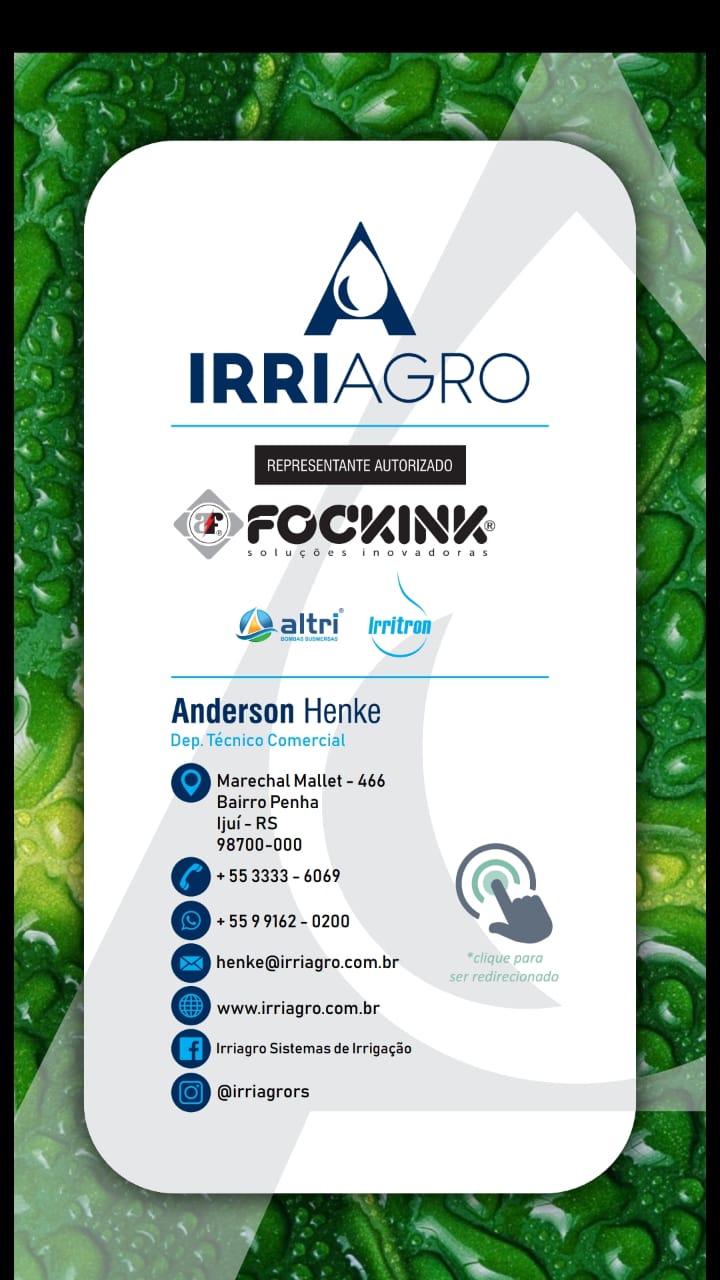 IRRIAGRO
REPRESENTANTE AUTORIZADO
af
FOCKINK®
soluções inovadoras
altri®
BOMBAS SUBMERSAS
Irritron
Anderson Henke
Dep. Técnico Comercial
Marechal Mallet - 466
Bairro Penha
Ijuí - RS
98700-000
+ 55 3333 - 6069
+ 55 9 9162 - 0200
henke@irriagro.com.br
*clique para
ser redirecionado
www.irriagro.com.br
Irriagro Sistemas de Irrigação
@irriagrors